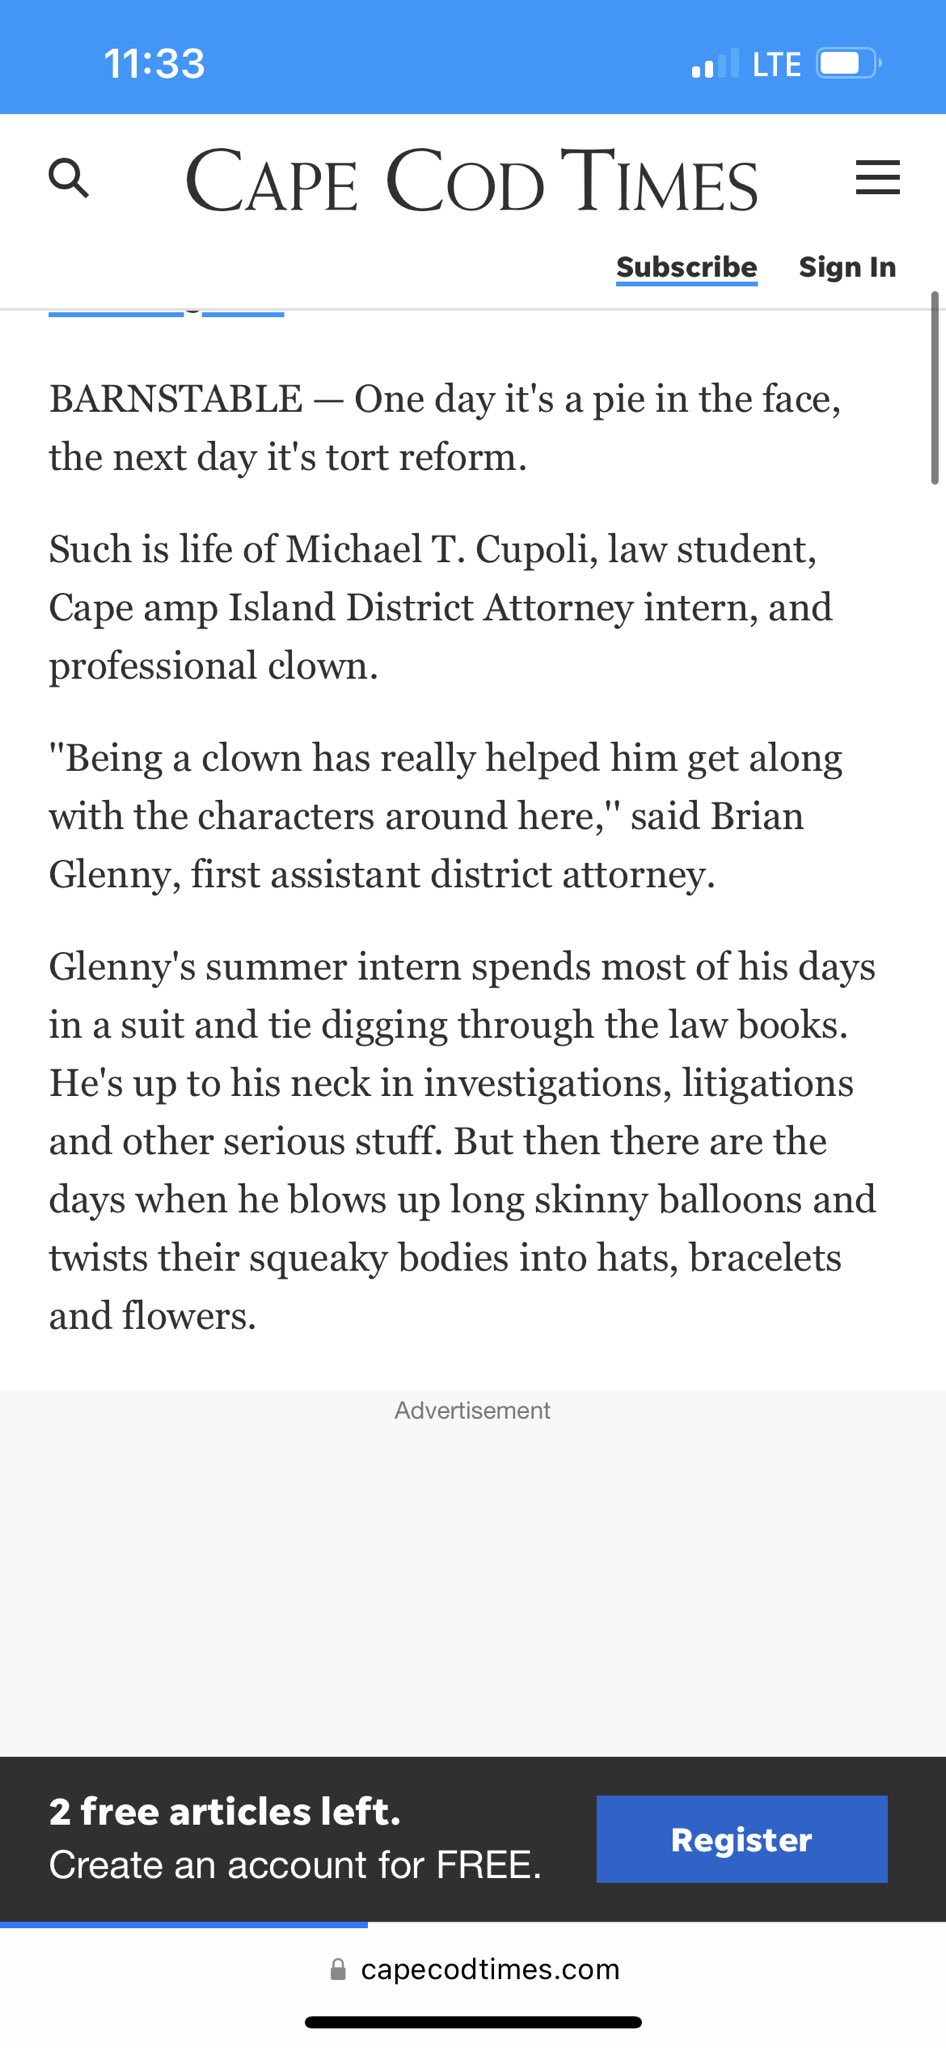 11:33
LTE
CAPE COD TIMES
Subscribe Sign In
BARNSTABLE — One day it's a pie in the face,
the next day it's tort reform.
Such is life of Michael T. Cupoli, law student,
Cape amp Island District Attorney intern, and
professional clown.
"Being a clown has really helped him get along
with the characters around here," said Brian
Glenny, first assistant district attorney.
Glenny's summer intern spends most of his days
in a suit and tie digging through the law books.
He's up to his neck in investigations, litigations
and other serious stuff. But then there are the
days when he blows up long skinny balloons and
twists their squeaky bodies into hats, bracelets
and flowers.
Advertisement
2 free articles left.
Create an account for FREE.
Register
capecodtimes.com